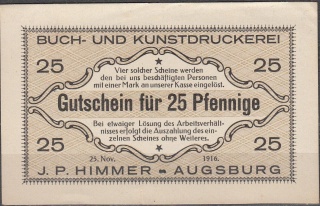 BUCH- UND KUNSTDRUCKEREI
25 25
Vier solcher Scheine werden
den bei uns beschäftigten Personen
mit einer Mark an unserer Kasse eingelöst.
Gutschein für 25 Pfennige
Bei etwaiger Lösung des Arbeitsverhält-
nisses erfolgt die Auszahlung des ein-
zelnen Scheines ohne Weiteres.
25 25
25. Nov. 1916.
J. P. HIMMER - AUGSBURG